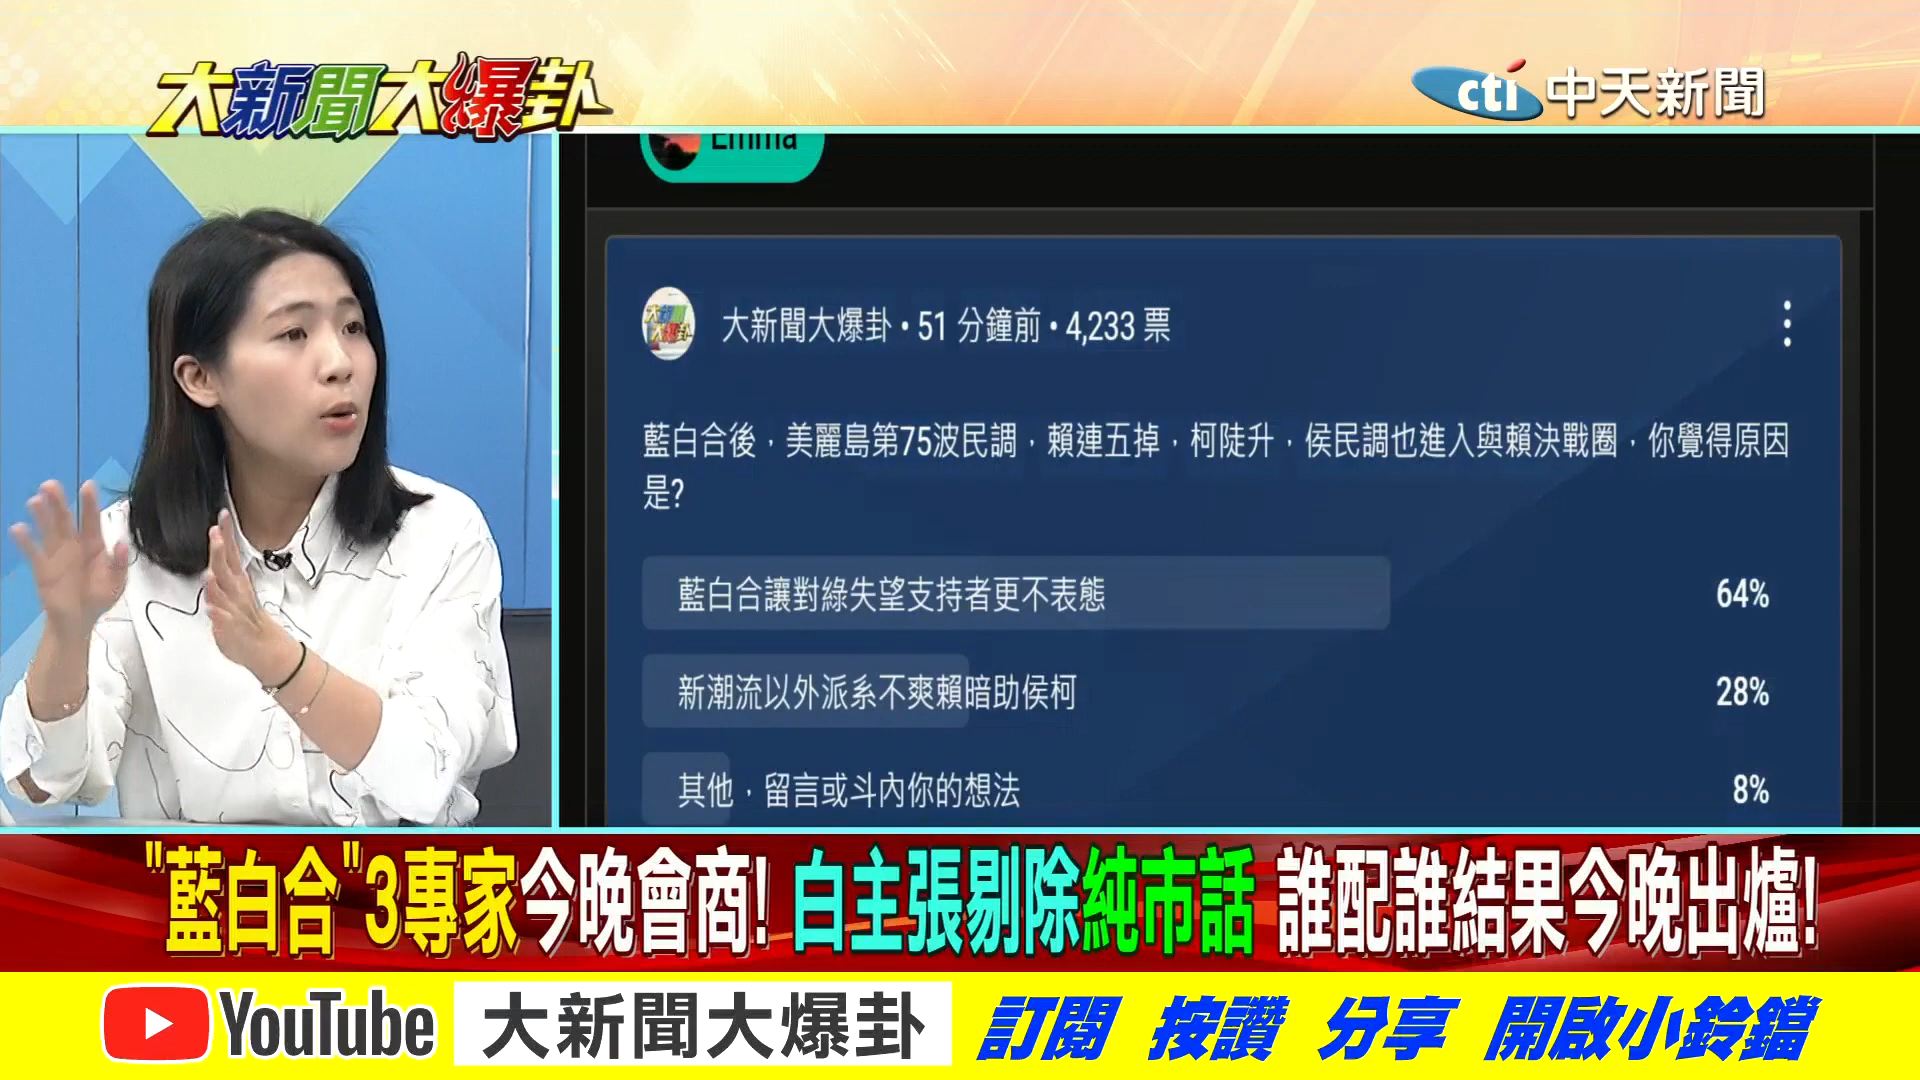 大新聞大爆卦
cti 中天新聞
Emma
大新聞大爆卦
大新聞大爆卦 • 51 分鐘前 • 4,233 票
藍白合後，美麗島第75波民調，賴連五掉，柯陡升，侯民調也進入與賴決戰圈，你覺得原因
是?
藍白合讓對綠失望支持者更不表態 64%
新潮流以外派系不爽賴暗助侯柯 28%
其他，留言或斗內你的想法 8%
"藍白合"3專家今晚會商! 白主張剔除純市話 誰配誰結果今晚出爐!
YouTube 大新聞大爆卦 訂閱 按讚 分享 開啟小鈴鐺